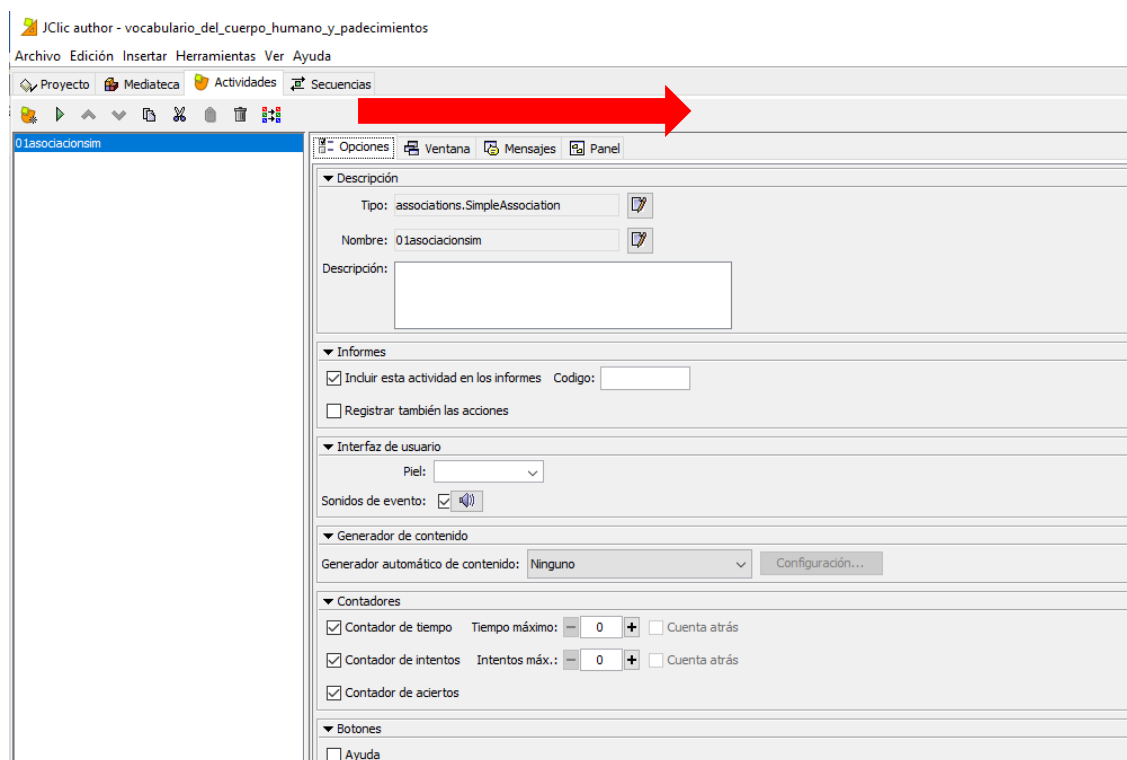 JClic author - vocabulario_del_cuerpo_humano_y_padecimientos
Archivo Edición Insertar Herramientas Ver Ayuda
Proyecto Mediateca Actividades Secuencias
01asociacionsim
Opciones Ventana Mensajes Panel
Descripción
Tipo: associations.SimpleAssociation
Nombre: 01asociacionsim
Descripción:
Informes
Incluir esta actividad en los informes Codigo:
Registrar también las acciones
Interfaz de usuario
Piel:
Sonidos de evento:
Generador de contenido
Generador automático de contenido: Ninguno Configuración...
Contadores
Contador de tiempo Tiempo máximo: 0 Cuenta atrás
Contador de intentos Intentos máx.: 0 Cuenta atrás
Contador de aciertos
Botones
Ayuda